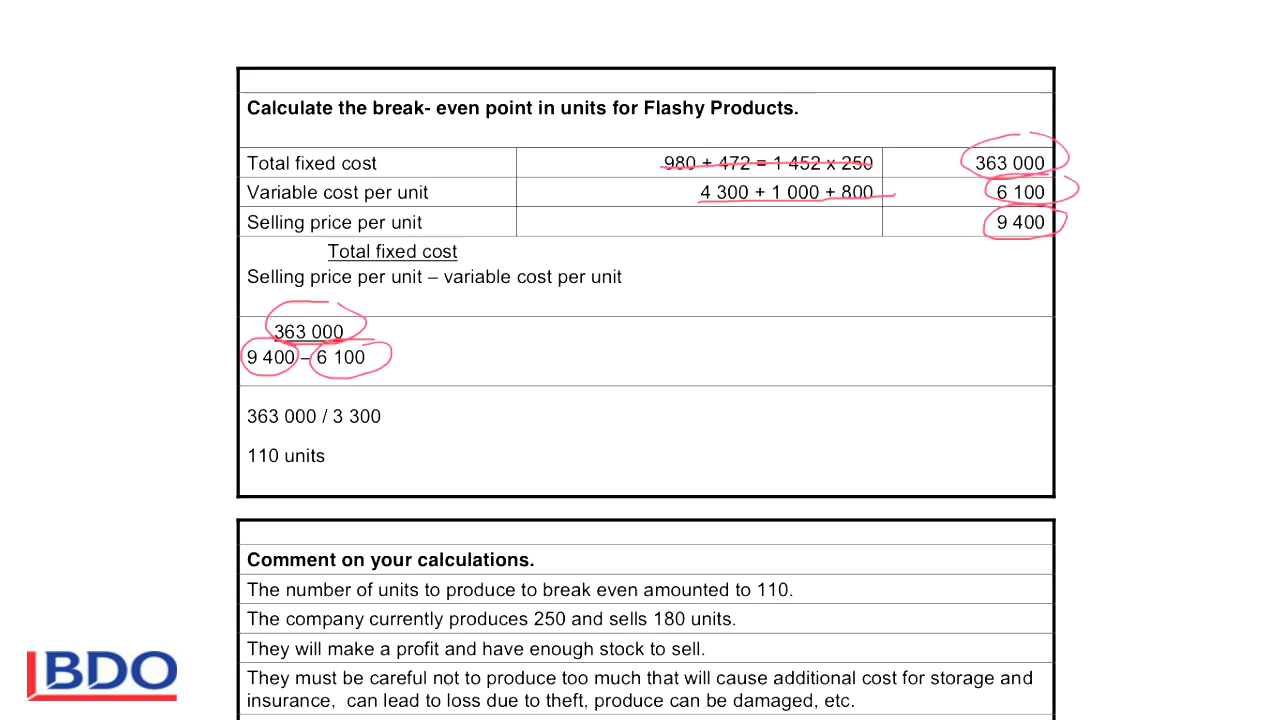 Calculate the break- even point in units for Flashy Products.
Total fixed cost 980 + 472 = 1 452 x 250 363 000
Variable cost per unit 4 300 + 1 000 + 800 6 100
Selling price per unit 9 400
Total fixed cost
Selling price per unit – variable cost per unit
363 000
9 400 – 6 100
363 000 / 3 300
110 units
Comment on your calculations.
The number of units to produce to break even amounted to 110.
The company currently produces 250 and sells 180 units.
They will make a profit and have enough stock to sell.
They must be careful not to produce too much that will cause additional cost for storage and
insurance, can lead to loss due to theft, produce can be damaged, etc.
BDO